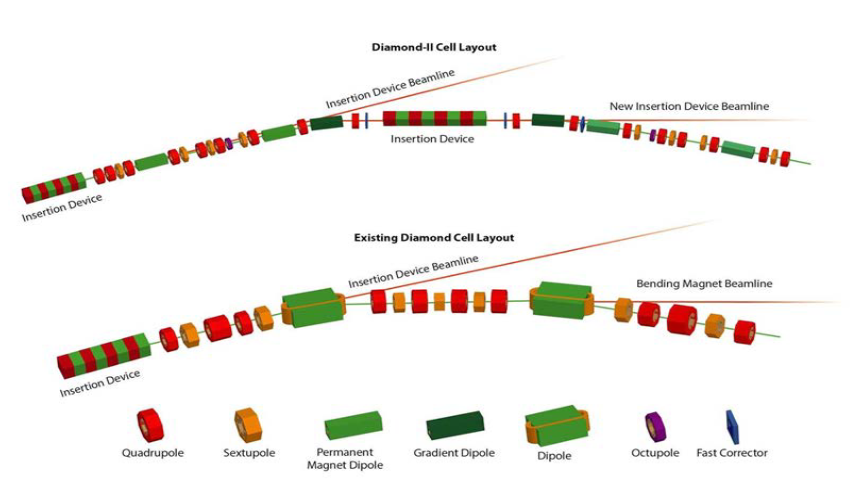 Diamond-II Cell Layout
Insertion Device Beamline
New Insertion Device Beamline
Insertion Device
Insertion Device
Existing Diamond Cell Layout
Insertion Device Beamline
Bending Magnet Beamline
Insertion Device
Quadrupole
Sextupole
Permanent
Magnet Dipole
Gradient Dipole
Dipole
Octupole
Fast Corrector